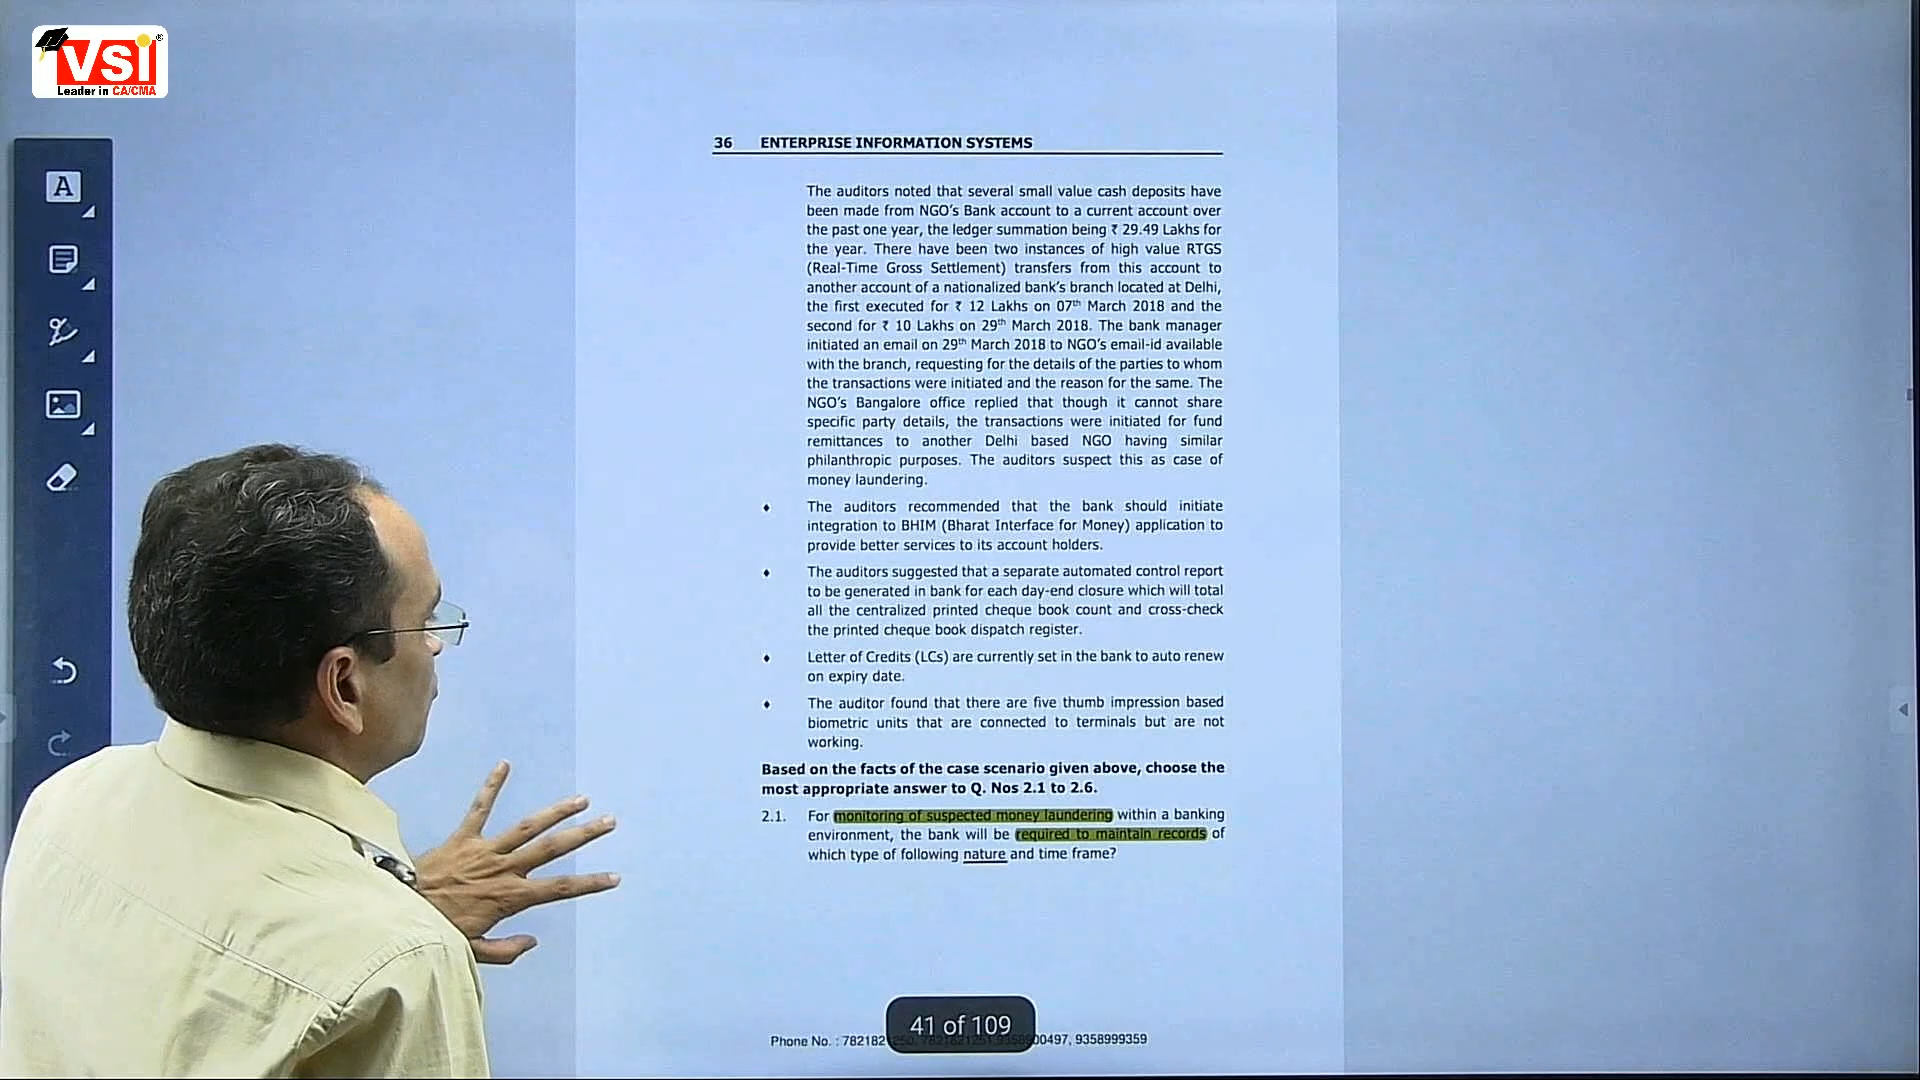 VSI
®
Leader in CA/CMA
A
36 ENTERPRISE INFORMATION SYSTEMS
The auditors noted that several small value cash deposits have
been made from NGO's Bank account to a current account over
the past one year, the ledger summation being ₹ 29.49 Lakhs for
the year. There have been two instances of high value RTGS
(Real-Time Gross Settlement) transfers from this account to
another account of a nationalized bank's branch located at Delhi,
the first executed for ₹ 12 Lakhs on 07th March 2018 and the
second for ₹ 10 Lakhs on 29th March 2018. The bank manager
initiated an email on 29th March 2018 to NGO's email-id available
with the branch, requesting for the details of the parties to whom
the transactions were initiated and the reason for the same. The
NGO's Bangalore office replied that though it cannot share
specific party details, the transactions were initiated for fund
remittances to another Delhi based NGO having similar
philanthropic purposes. The auditors suspect this as case of
money laundering.
♦ The auditors recommended that the bank should initiate
integration to BHIM (Bharat Interface for Money) application to
provide better services to its account holders.
♦ The auditors suggested that a separate automated control report
to be generated in bank for each day-end closure which will total
all the centralized printed cheque book count and cross-check
the printed cheque book dispatch register.
♦ Letter of Credits (LCs) are currently set in the bank to auto renew
on expiry date.
♦ The auditor found that there are five thumb impression based
biometric units that are connected to terminals but are not
working.
Based on the facts of the case scenario given above, choose the
most appropriate answer to Q. Nos 2.1 to 2.6.
2.1. For monitoring of suspected money laundering within a banking
environment, the bank will be required to maintain records of
which type of following nature and time frame?
41 of 109
Phone No. : 9358999359